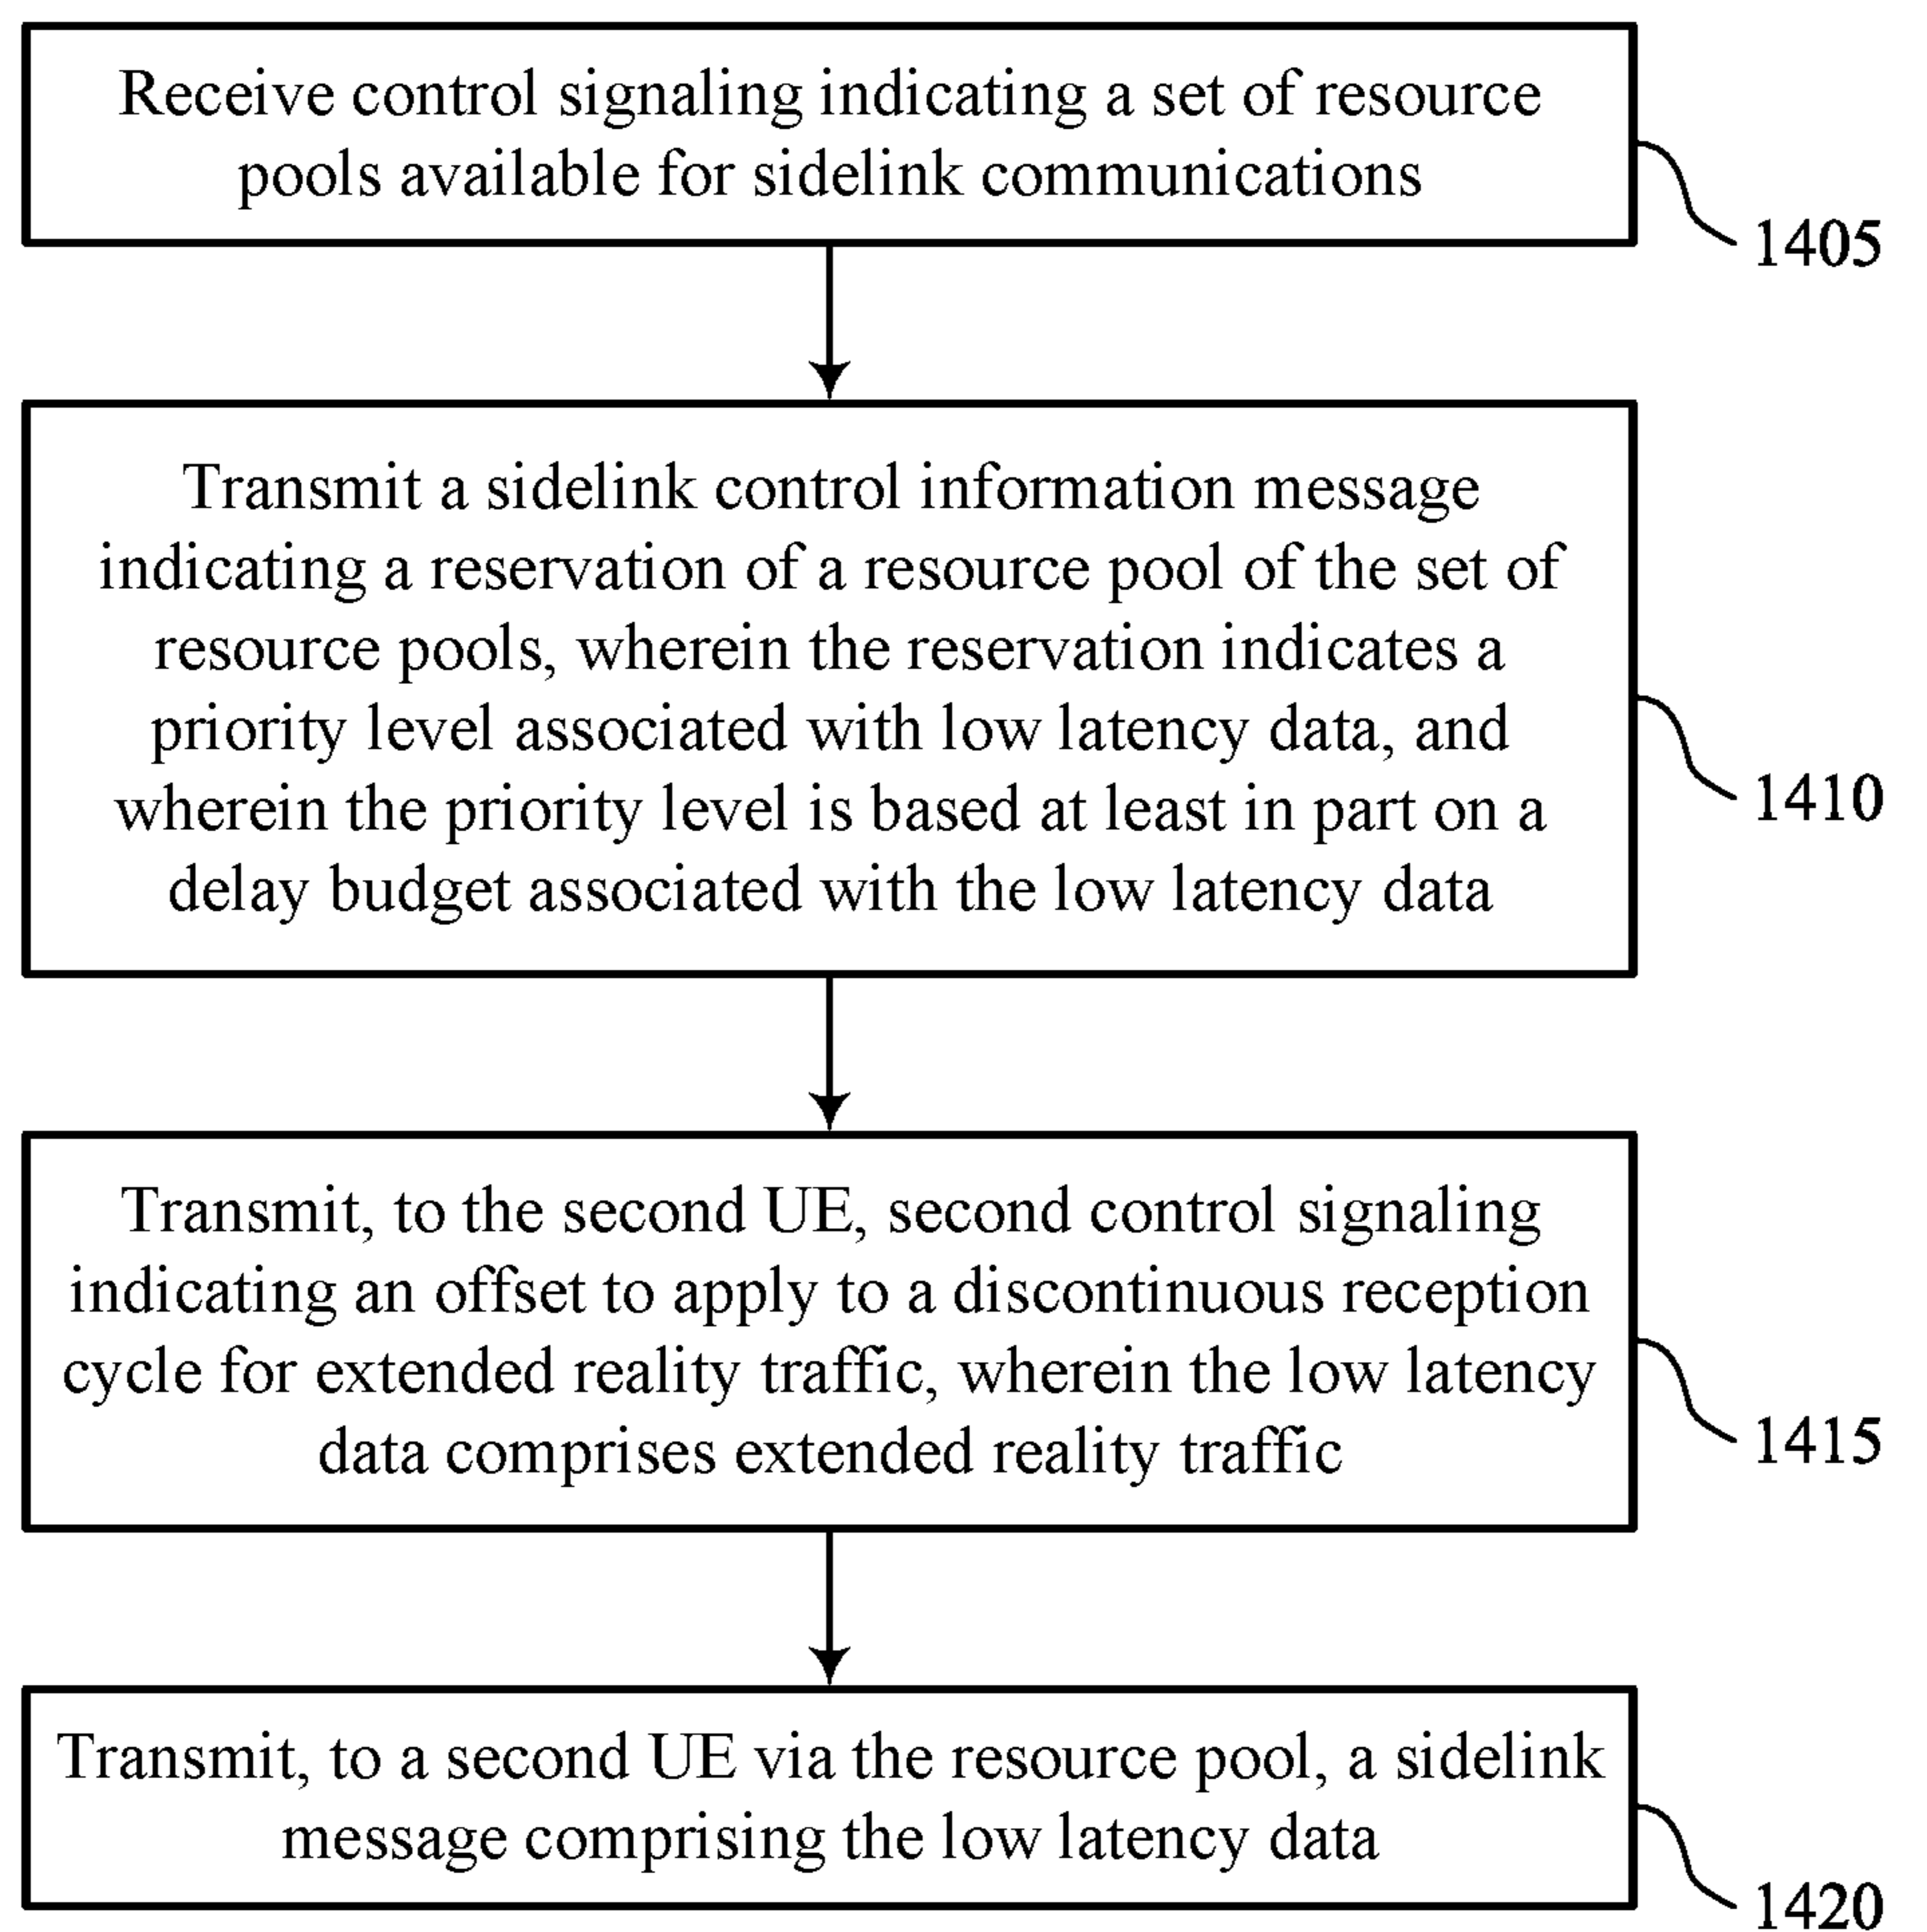 Receive control signaling indicating a set of resource
pools available for sidelink communications
1405
Transmit a sidelink control information message
indicating a reservation of a resource pool of the set of
resource pools, wherein the reservation indicates a
priority level associated with low latency data, and
wherein the priority level is based at least in part on a
delay budget associated with the low latency data
1410
Transmit, to the second UE, second control signaling
indicating an offset to apply to a discontinuous reception
cycle for extended reality traffic, wherein the low latency
data comprises extended reality traffic
1415
Transmit, to a second UE via the resource pool, a sidelink
message comprising the low latency data
1420